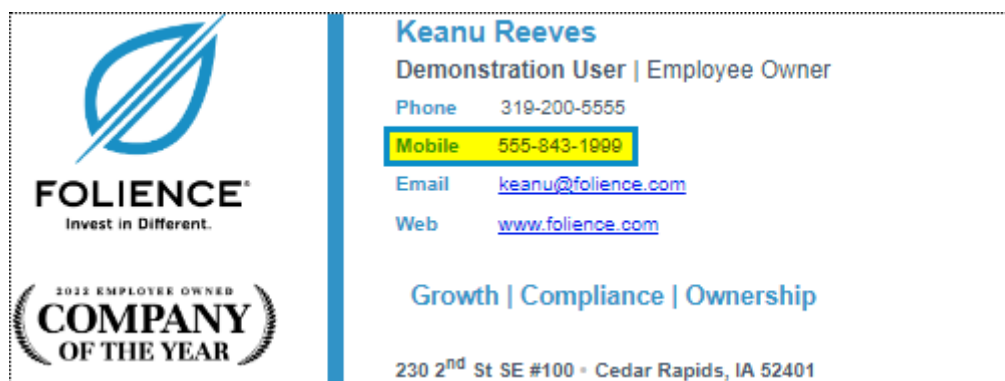 FOLIENCE®
Invest in Different.
2022 EMPLOYEE OWNED
COMPANY
OF THE YEAR
Keanu Reeves
Demonstration User | Employee Owner
Phone 319-200-5555
Mobile 555-843-1999
Email keanu@folience.com
Web www.folience.com
Growth | Compliance | Ownership
230 2nd St SE #100 • Cedar Rapids, IA 52401